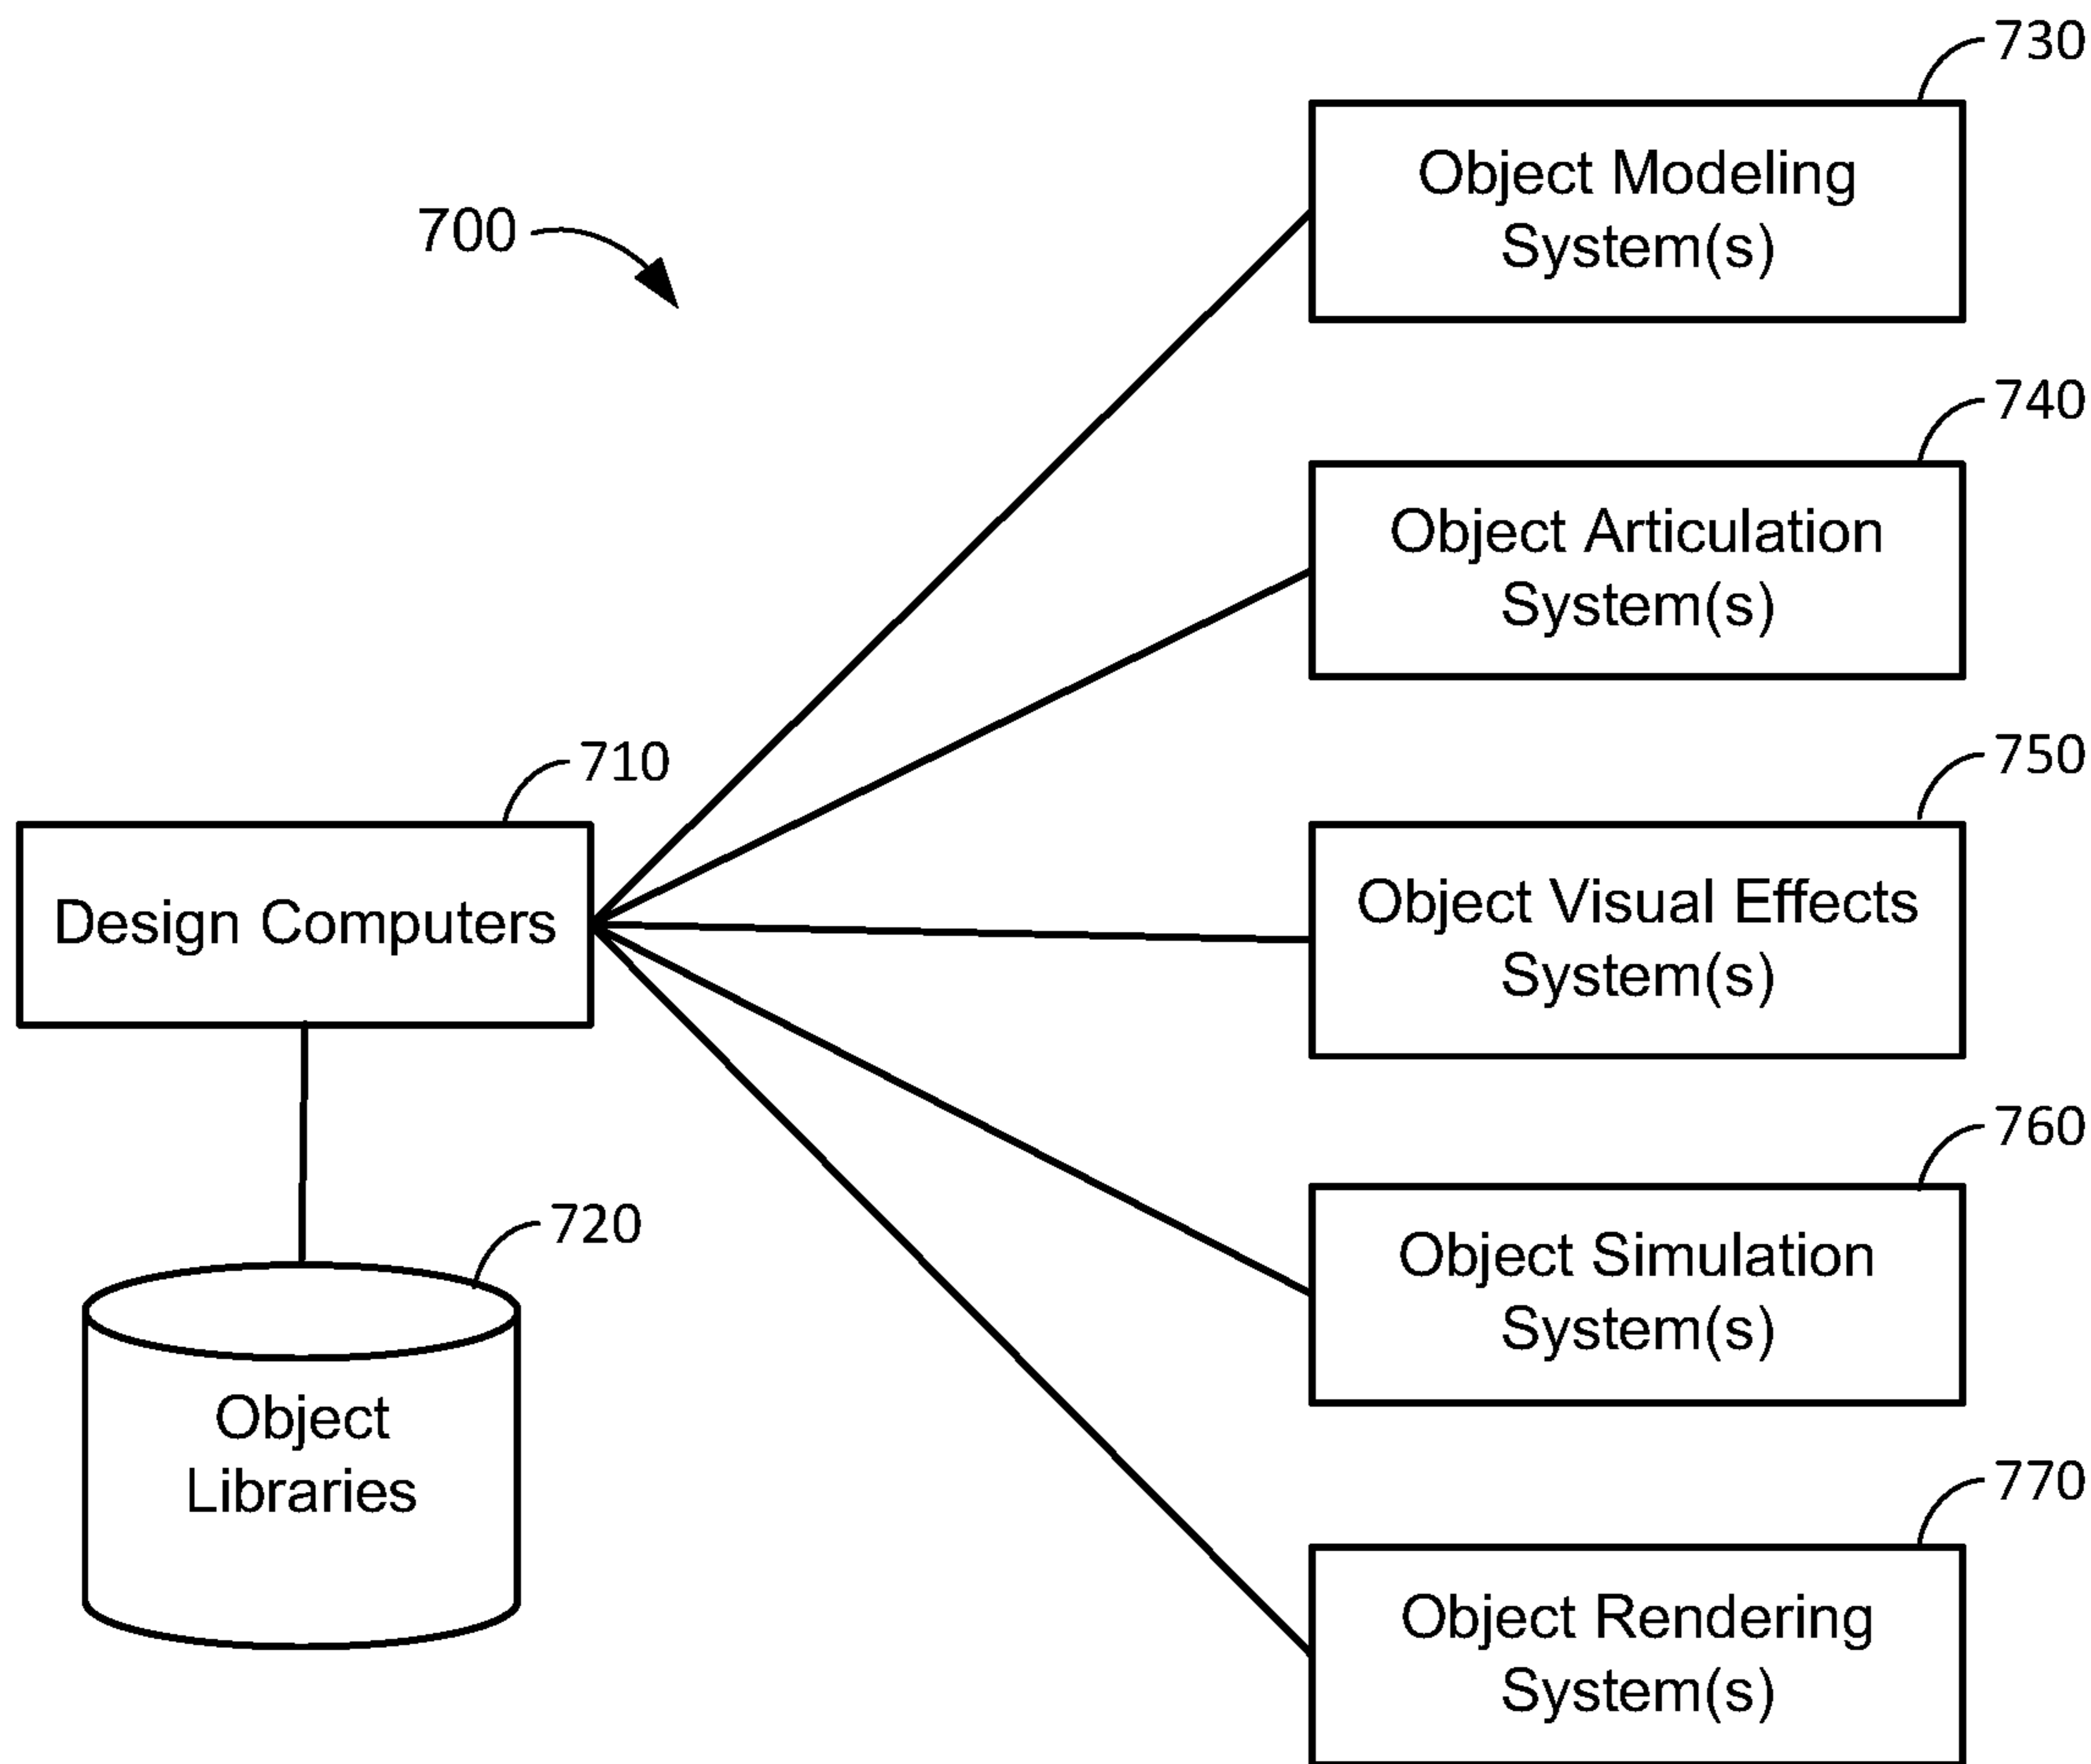 730
Object Modeling
System(s)
700
740
Object Articulation
System(s)
710
Design Computers
750
Object Visual Effects
System(s)
720
Object
Libraries
760
Object Simulation
System(s)
770
Object Rendering
System(s)